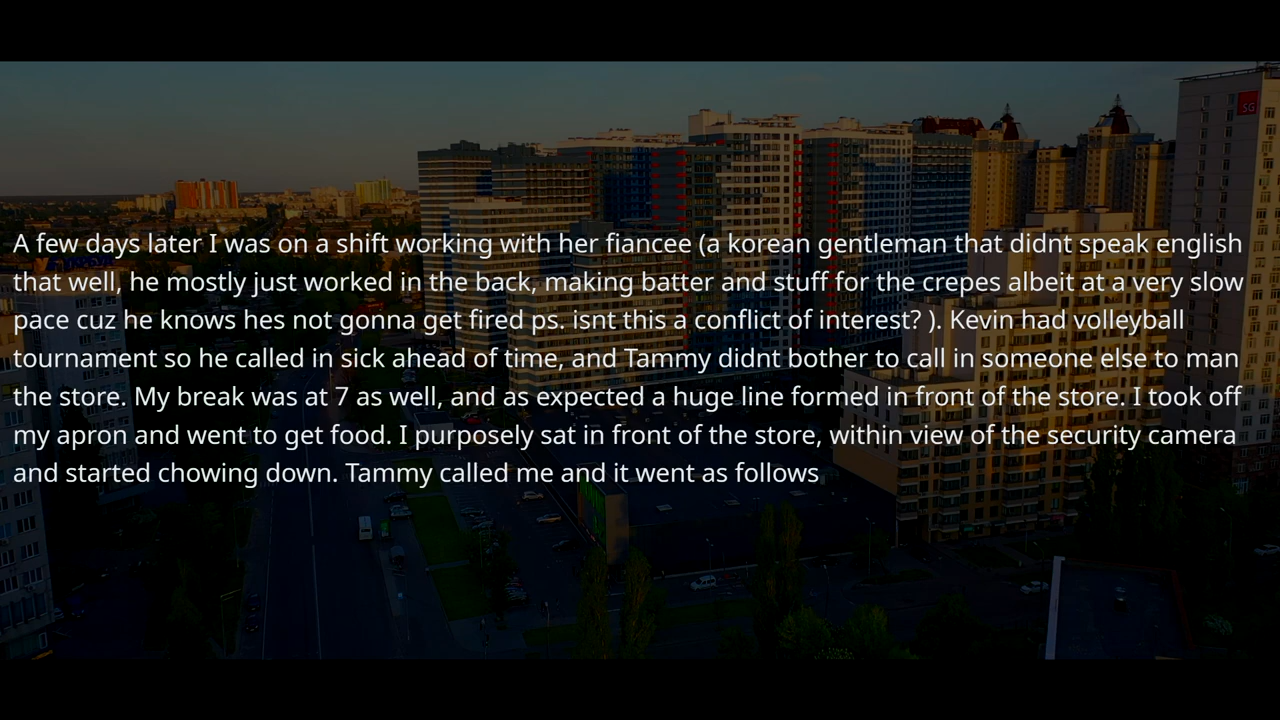 A few days later I was on a shift working with her fiancee (a korean gentleman that didnt speak english
that well, he mostly just worked in the back, making batter and stuff for the crepes albeit at a very slow
pace cuz he knows hes not gonna get fired ps. isnt this a conflict of interest? ). Kevin had volleyball
tournament so he called in sick ahead of time, and Tammy didnt bother to call in someone else to man
the store. My break was at 7 as well, and as expected a huge line formed in front of the store. I took off
my apron and went to get food. I purposely sat in front of the store, within view of the security camera
and started chowing down. Tammy called me and it went as follows
SG